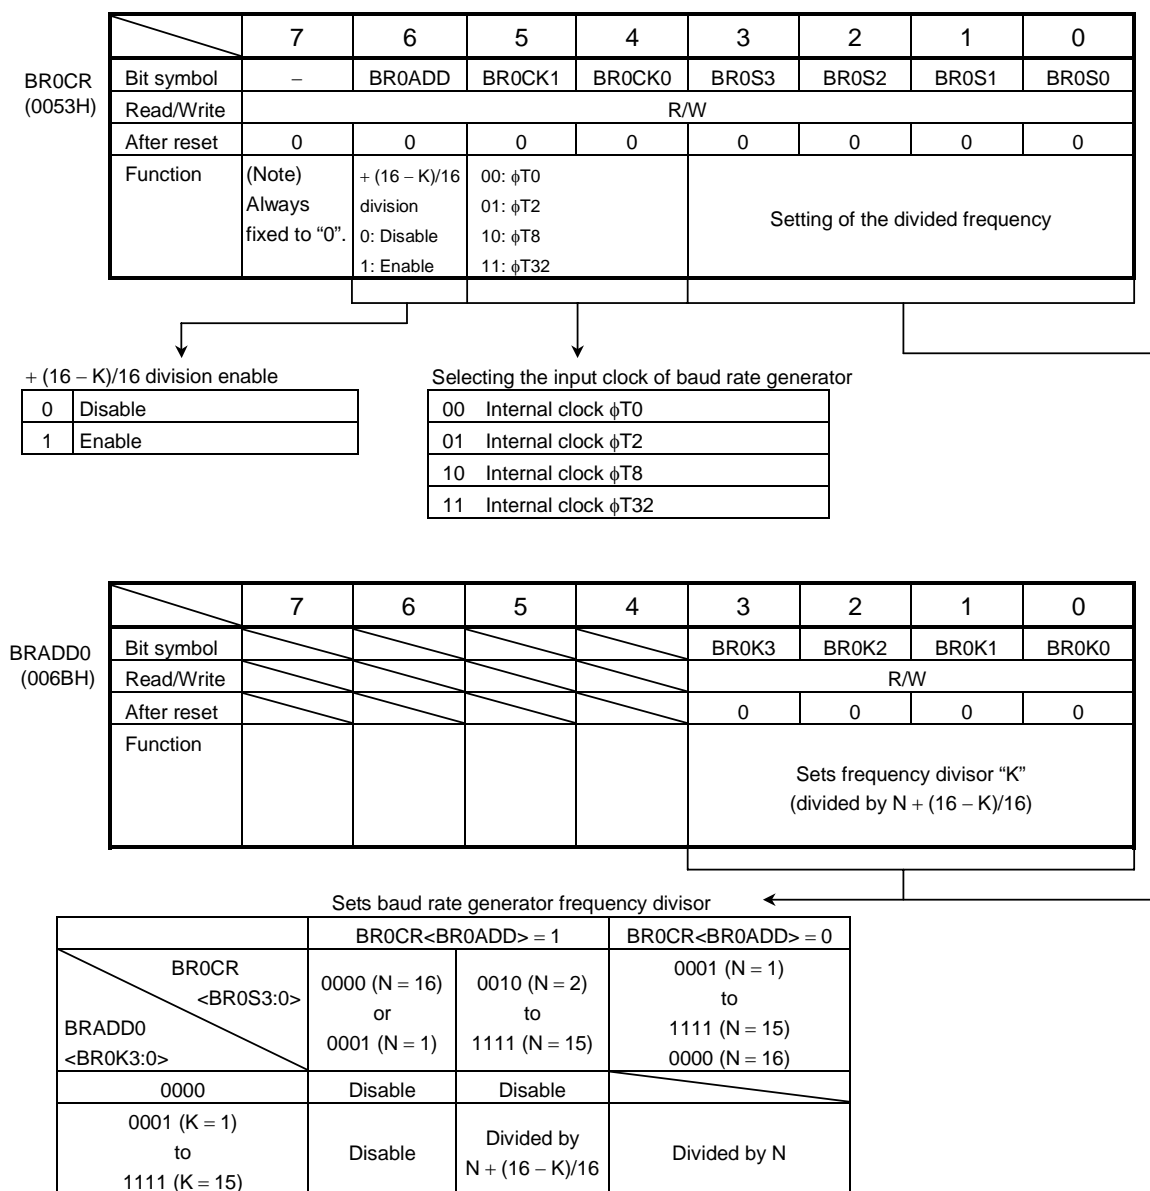 7 6 5 4 3 2 1 0
BR0CR
(0053H)
Bit symbol – BR0ADD BR0CK1 BR0CK0 BR0S3 BR0S2 BR0S1 BR0S0
Read/Write R/W
After reset 0 0 0 0 0 0 0 0
Function
(Note)
Always
fixed to “0”.
+ (16 – K)/16
division
0: Disable
1: Enable
00: ϕT0
01: ϕT2
10: ϕT8
11: ϕT32
Setting of the divided frequency
+ (16 – K)/16 division enable
0 Disable
1 Enable
Selecting the input clock of baud rate generator
00 Internal clock ϕT0
01 Internal clock ϕT2
10 Internal clock ϕT8
11 Internal clock ϕT32
7 6 5 4 3 2 1 0
BRADD0
(006BH)
Bit symbol BR0K3 BR0K2 BR0K1 BR0K0
Read/Write R/W
After reset 0 0 0 0
Function
Sets frequency divisor “K”
(divided by N + (16 – K)/16)
Sets baud rate generator frequency divisor
BR0CR<BR0ADD> = 1 BR0CR<BR0ADD> = 0
BR0CR
<BR0S3:0>
BRADD0
<BR0K3:0>
0000 (N = 16)
or
0001 (N = 1)
0010 (N = 2)
to
1111 (N = 15)
0001 (N = 1)
to
1111 (N = 15)
0000 (N = 16)
0000 Disable Disable
0001 (K = 1)
to
1111 (K = 15)
Disable
Divided by
N + (16 – K)/16
Divided by N